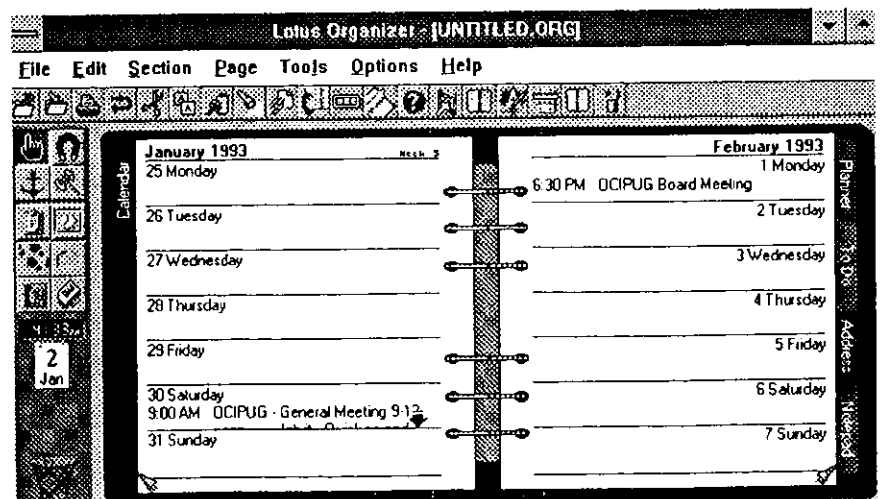 Lotus Organizer - [UNTITLED.ORG]
File Edit Section Page Tools Options Help
Calendar
January 1993
25 Monday
26 Tuesday
27 Wednesday
28 Thursday
29 Friday
30 Saturday
9:00 AM OCIPUG - General Meeting 9-12
31 Sunday
February 1993
1 Monday
6:30 PM OCIPUG Board Meeting
2 Tuesday
3 Wednesday
4 Thursday
5 Friday
6 Saturday
7 Sunday
Planner
To Do
Address
Notepad
2
Jan